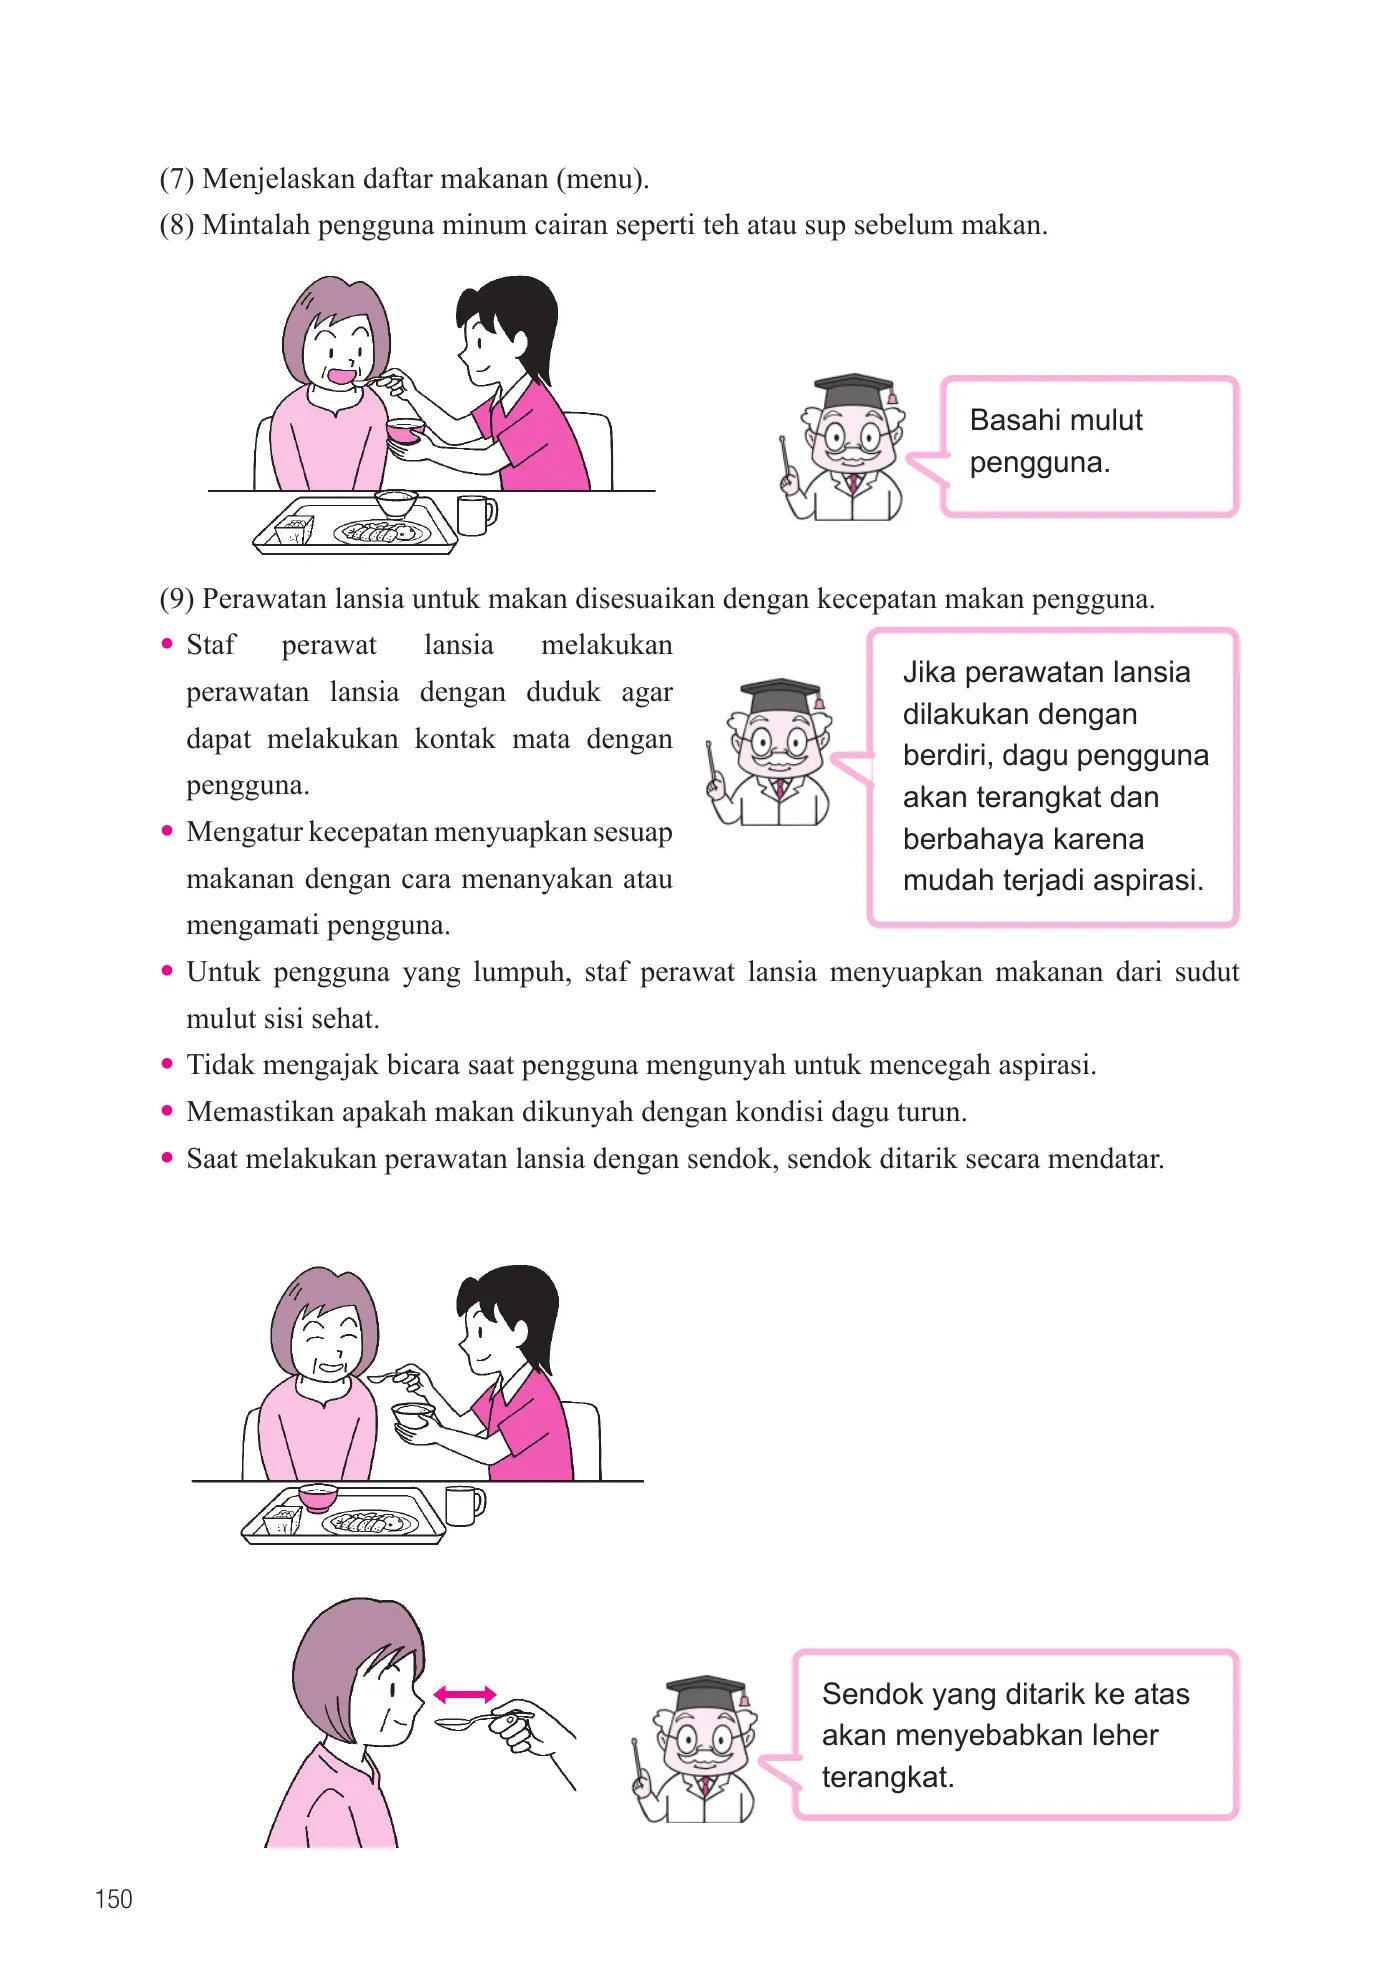 (7) Menjelaskan daftar makanan (menu).
(8) Mintalah pengguna minum cairan seperti teh atau sup sebelum makan.
Basahi mulut
pengguna.
(9) Perawatan lansia untuk makan disesuaikan dengan kecepatan makan pengguna.
• Staf perawat lansia melakukan
perawatan lansia dengan duduk agar
dapat melakukan kontak mata dengan
pengguna.
• Mengatur kecepatan menyuapkan sesuap
makanan dengan cara menanyakan atau
mengamati pengguna.
Jika perawatan lansia
dilakukan dengan
berdiri, dagu pengguna
akan terangkat dan
berbahaya karena
mudah terjadi aspirasi.
• Untuk pengguna yang lumpuh, staf perawat lansia menyuapkan makanan dari sudut
mulut sisi sehat.
• Tidak mengajak bicara saat pengguna mengunyah untuk mencegah aspirasi.
• Memastikan apakah makan dikunyah dengan kondisi dagu turun.
• Saat melakukan perawatan lansia dengan sendok, sendok ditarik secara mendatar.
Sendok yang ditarik ke atas
akan menyebabkan leher
terangkat.
150